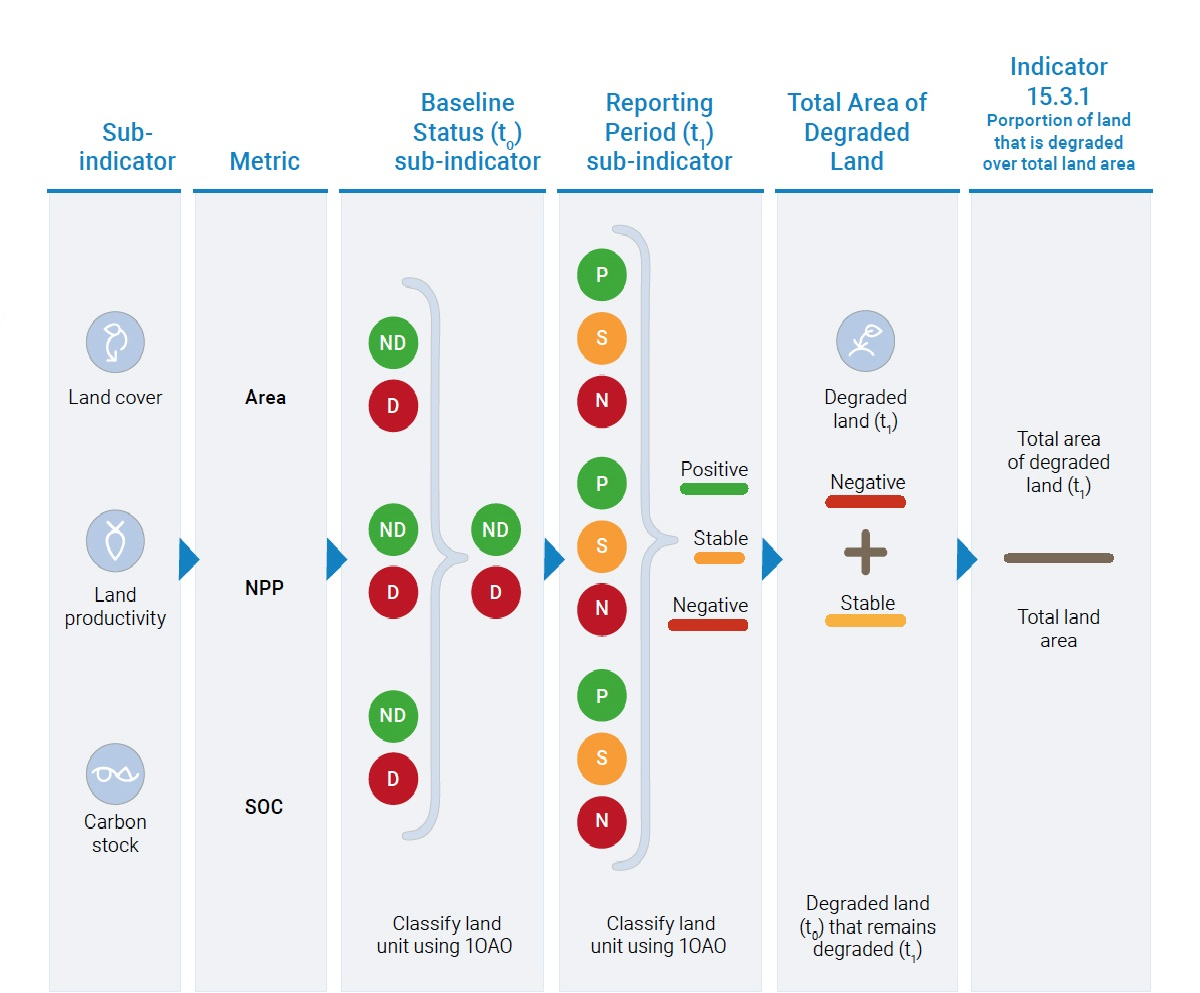 Sub-
indicator
Metric
Baseline
Status (t0)
sub-indicator
Reporting
Period (t1)
sub-indicator
Total Area of
Degraded
Land
Indicator
15.3.1
Porportion of land
that is degraded
over total land area
Land cover
Land
productivity
Carbon
stock
Area
NPP
SOC
ND
D
ND
D
ND
D
ND
D
Classify land
unit using 1OAO
P
S
N
P
S
N
P
S
N
Positive
Stable
Negative
Classify land
unit using 1OAO
Degraded
land (t1)
Negative
+
Stable
Degraded land
(t0) that remains
degraded (t1)
Total area
of degraded
land (t1)
Total land
area